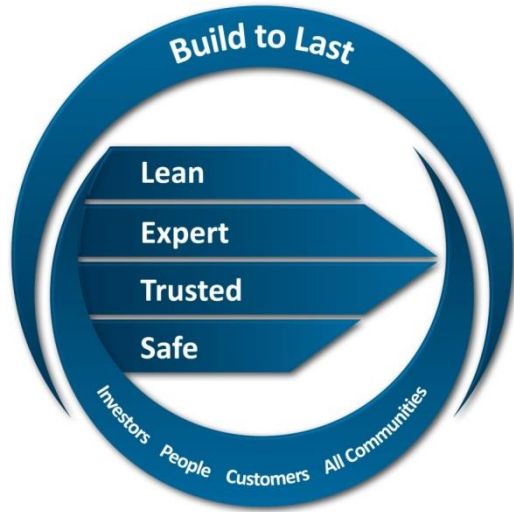 Build to Last
Lean
Expert
Trusted
Safe
Investors People Customers All Communities